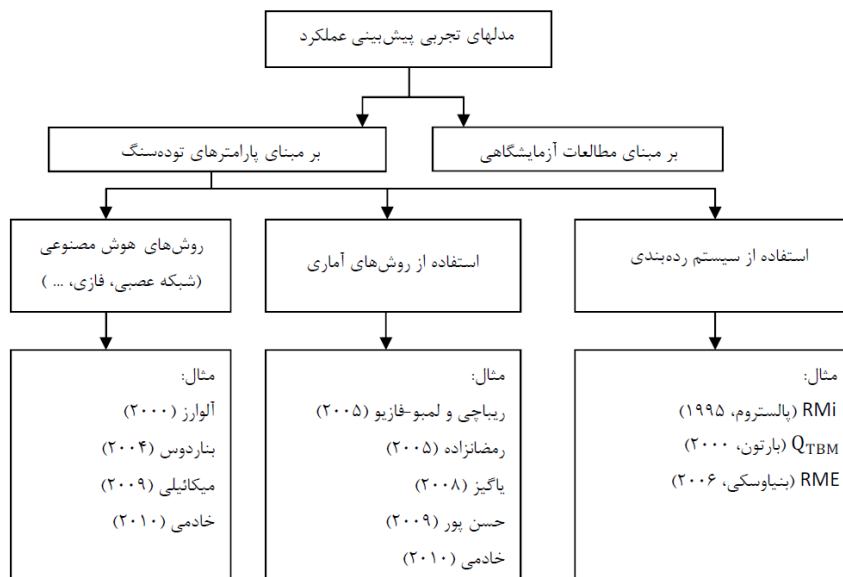 مدلهای تجربی پیش‌بینی عملکرد
بر مبنای مطالعات آزمایشگاهی
بر مبنای پارامترهای توده‌سنگ
استفاده از سیستم رده‌بندی
استفاده از روش‌های آماری
روش‌های هوش مصنوعی
(شبکه عصبی، فازی، ... )
مثال:
RMi (پالستروم، ۱۹۹۵)
QTBM (بارتون، ۲۰۰۰)
RME (بنیاوسکی، ۲۰۰۶)
مثال:
ریباچی و لمبو-فازیو (۲۰۰۵)
رمضانزاده (۲۰۰۵)
یاگیز (۲۰۰۸)
حسن پور (۲۰۰۹)
خادمی (۲۰۱۰)
مثال:
آلوارز (۲۰۰۰)
بناردوس (۲۰۰۴)
میکائیلی (۲۰۰۹)
خادمی (۲۰۱۰)